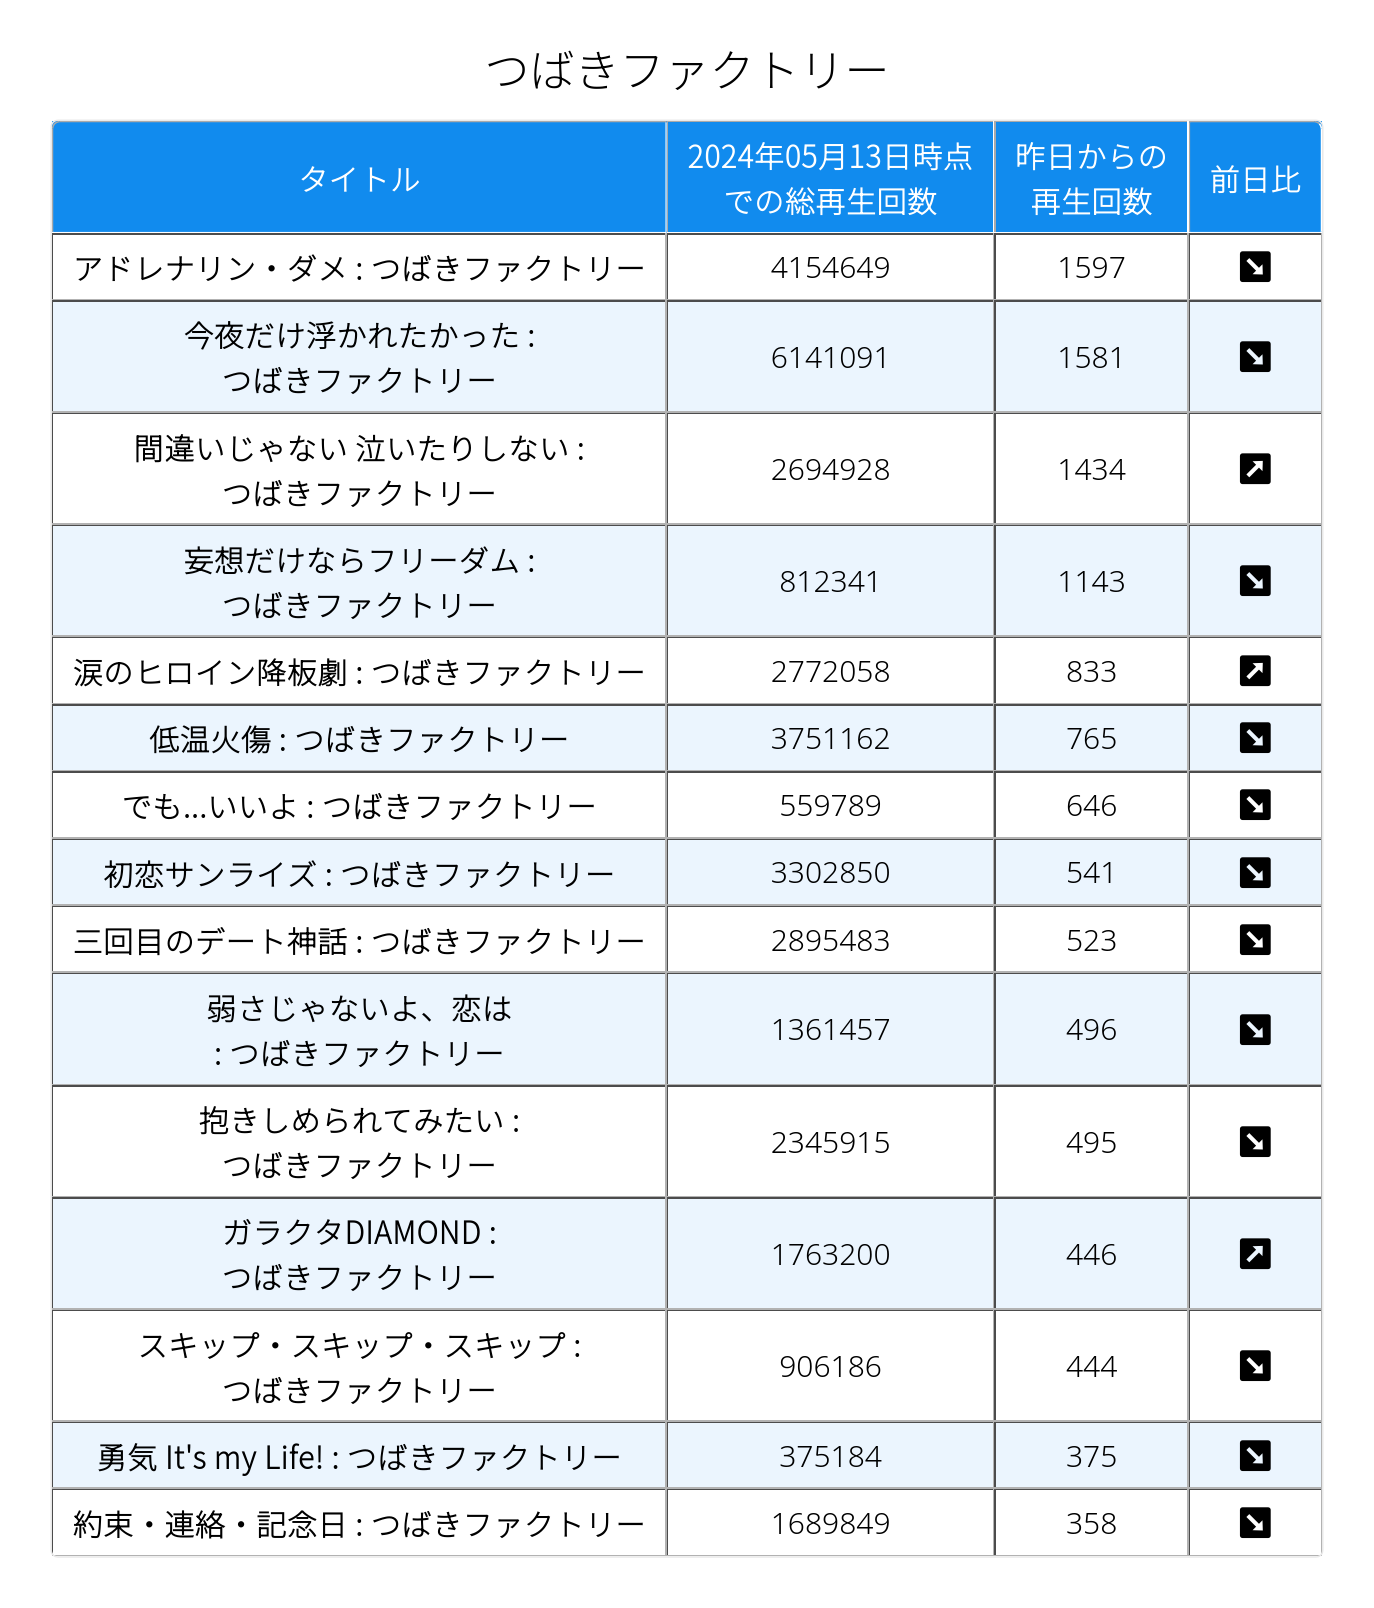 つばきファクトリー
タイトル
2024年05月13日時点
での総再生回数
昨日からの
再生回数
前日比
アドレナリン・ダメ : つばきファクトリー
4154649
1597
今夜だけ浮かれたかった :
つばきファクトリー
6141091
1581
間違いじゃない 泣いたりしない :
つばきファクトリー
2694928
1434
妄想だけならフリーダム :
つばきファクトリー
812341
1143
涙のヒロイン降板劇 : つばきファクトリー
2772058
833
低温火傷 : つばきファクトリー
3751162
765
でも...いいよ : つばきファクトリー
559789
646
初恋サンライズ : つばきファクトリー
3302850
541
三回目のデート神話 : つばきファクトリー
2895483
523
弱さじゃないよ、恋は
: つばきファクトリー
1361457
496
抱きしめられてみたい :
つばきファクトリー
2345915
495
ガラクタDIAMOND :
つばきファクトリー
1763200
446
スキップ・スキップ・スキップ :
つばきファクトリー
906186
444
勇気 It's my Life! : つばきファクトリー
375184
375
約束・連絡・記念日 : つばきファクトリー
1689849
358